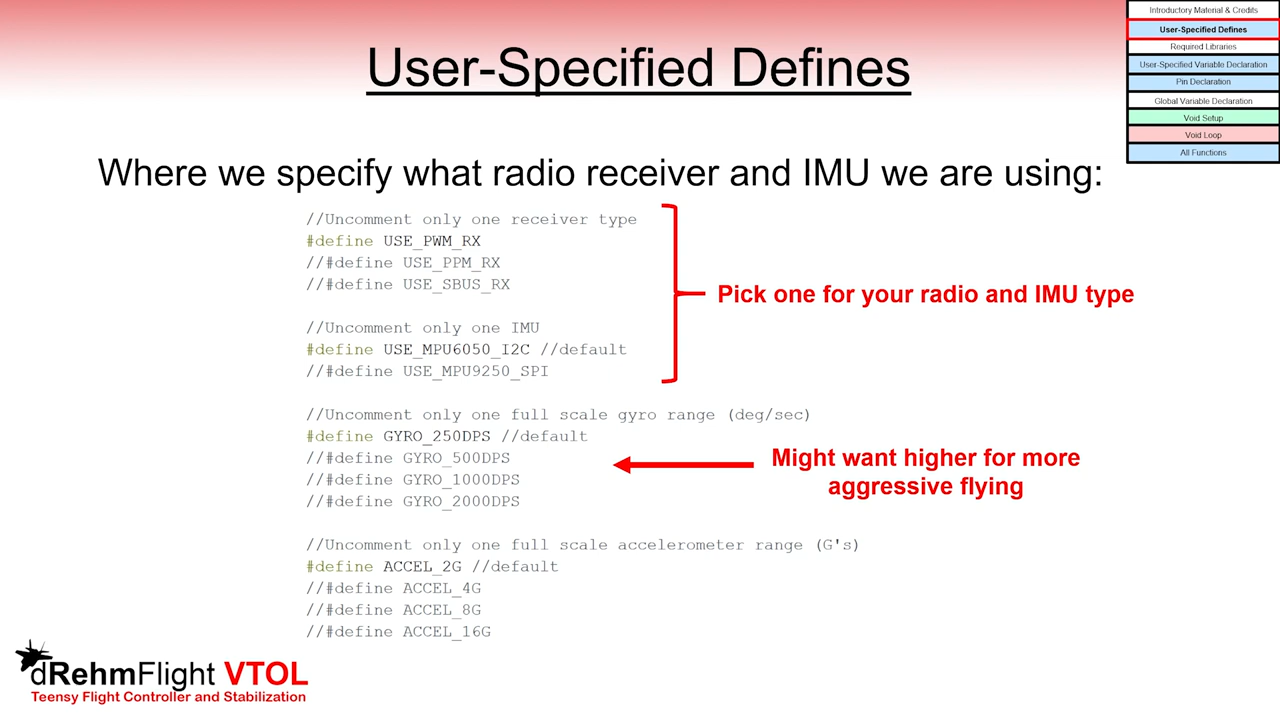 User-Specified Defines
Introductory Material & Credits
User-Specified Defines
Required Libraries
User-Specified Variable Declaration
Pin Declaration
Global Variable Declaration
Void Setup
Void Loop
All Functions
Where we specify what radio receiver and IMU we are using:
//Uncomment only one receiver type
#define USE_PWM_RX
//#define USE_PPM_RX
//#define USE_SBUS_RX
//Uncomment only one IMU
#define USE_MPU6050_I2C //default
//#define USE_MPU9250_SPI
Pick one for your radio and IMU type
//Uncomment only one full scale gyro range (deg/sec)
#define GYRO_250DPS //default
//#define GYRO_500DPS
//#define GYRO_1000DPS
//#define GYRO_2000DPS
Might want higher for more
aggressive flying
//Uncomment only one full scale accelerometer range (G's)
#define ACCEL_2G //default
//#define ACCEL_4G
//#define ACCEL_8G
//#define ACCEL_16G
dRehmFlight VTOL
Teensy Flight Controller and Stabilization